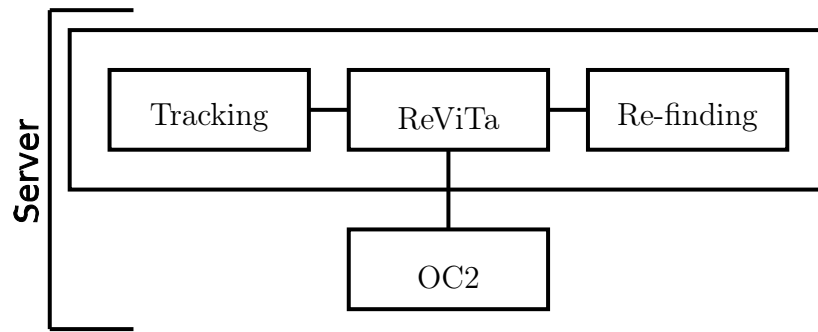 Server
Tracking
ReViTa
Re-finding
OC2